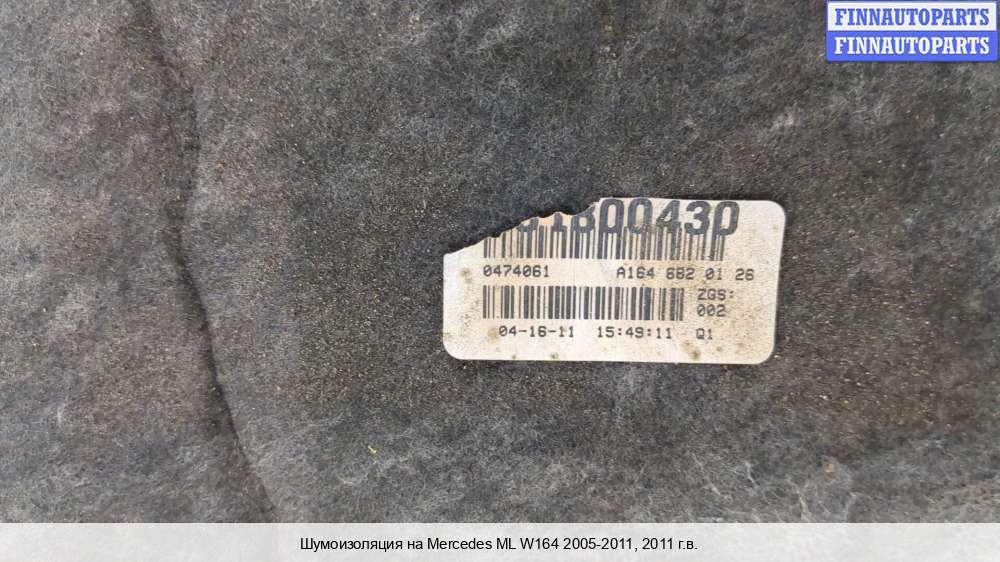 FINNAUTOPARTS
FINNAUTOPARTS
01800430
0474061 A164 682 01 26
ZGS:
002
04-16-11 15:49:11 Q1
Шумоизоляция на Mercedes ML W164 2005-2011, 2011 г.в.